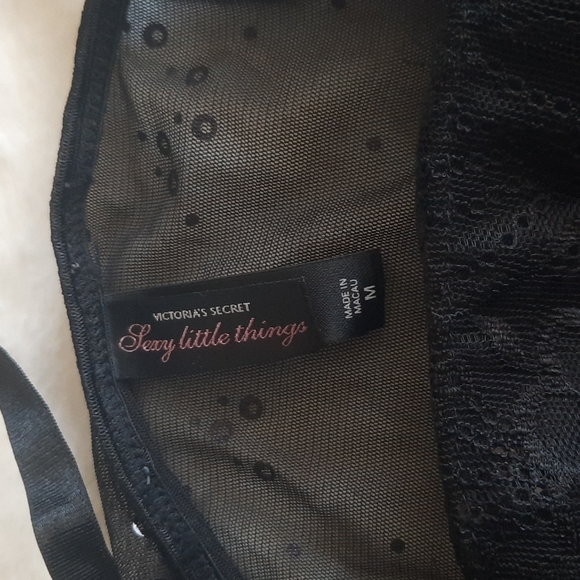 VICTORIA'S SECRET
Sexy little things
MADE IN
MACAU
M